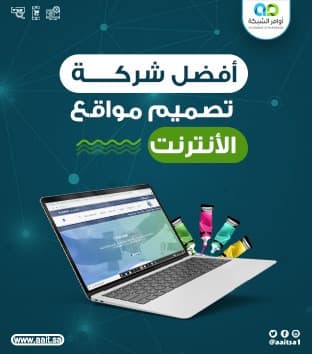 أوامر الشبكة
أفضل شركة
تصميم مواقع
الأنترنت
www.aait.sa
@aaitsa1